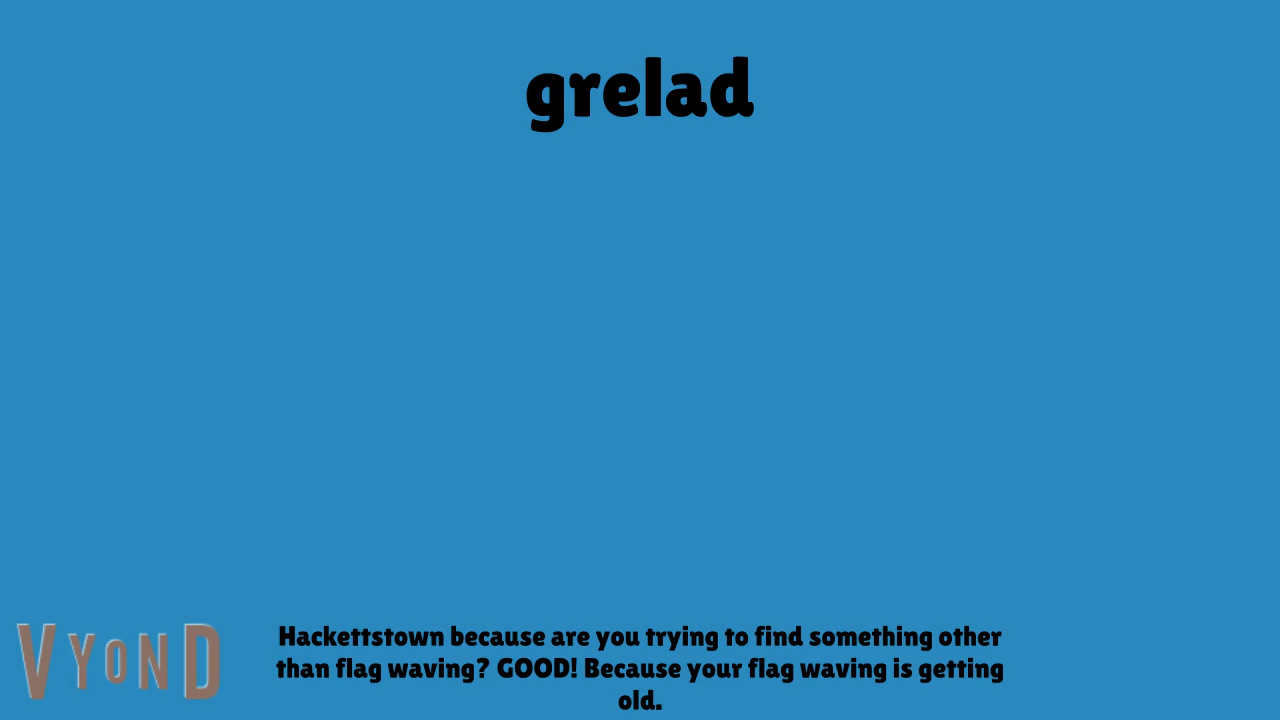 grelad
VYOND
Hackettstown because are you trying to find something other
than flag waving? GOOD! Because your flag waving is getting
old.